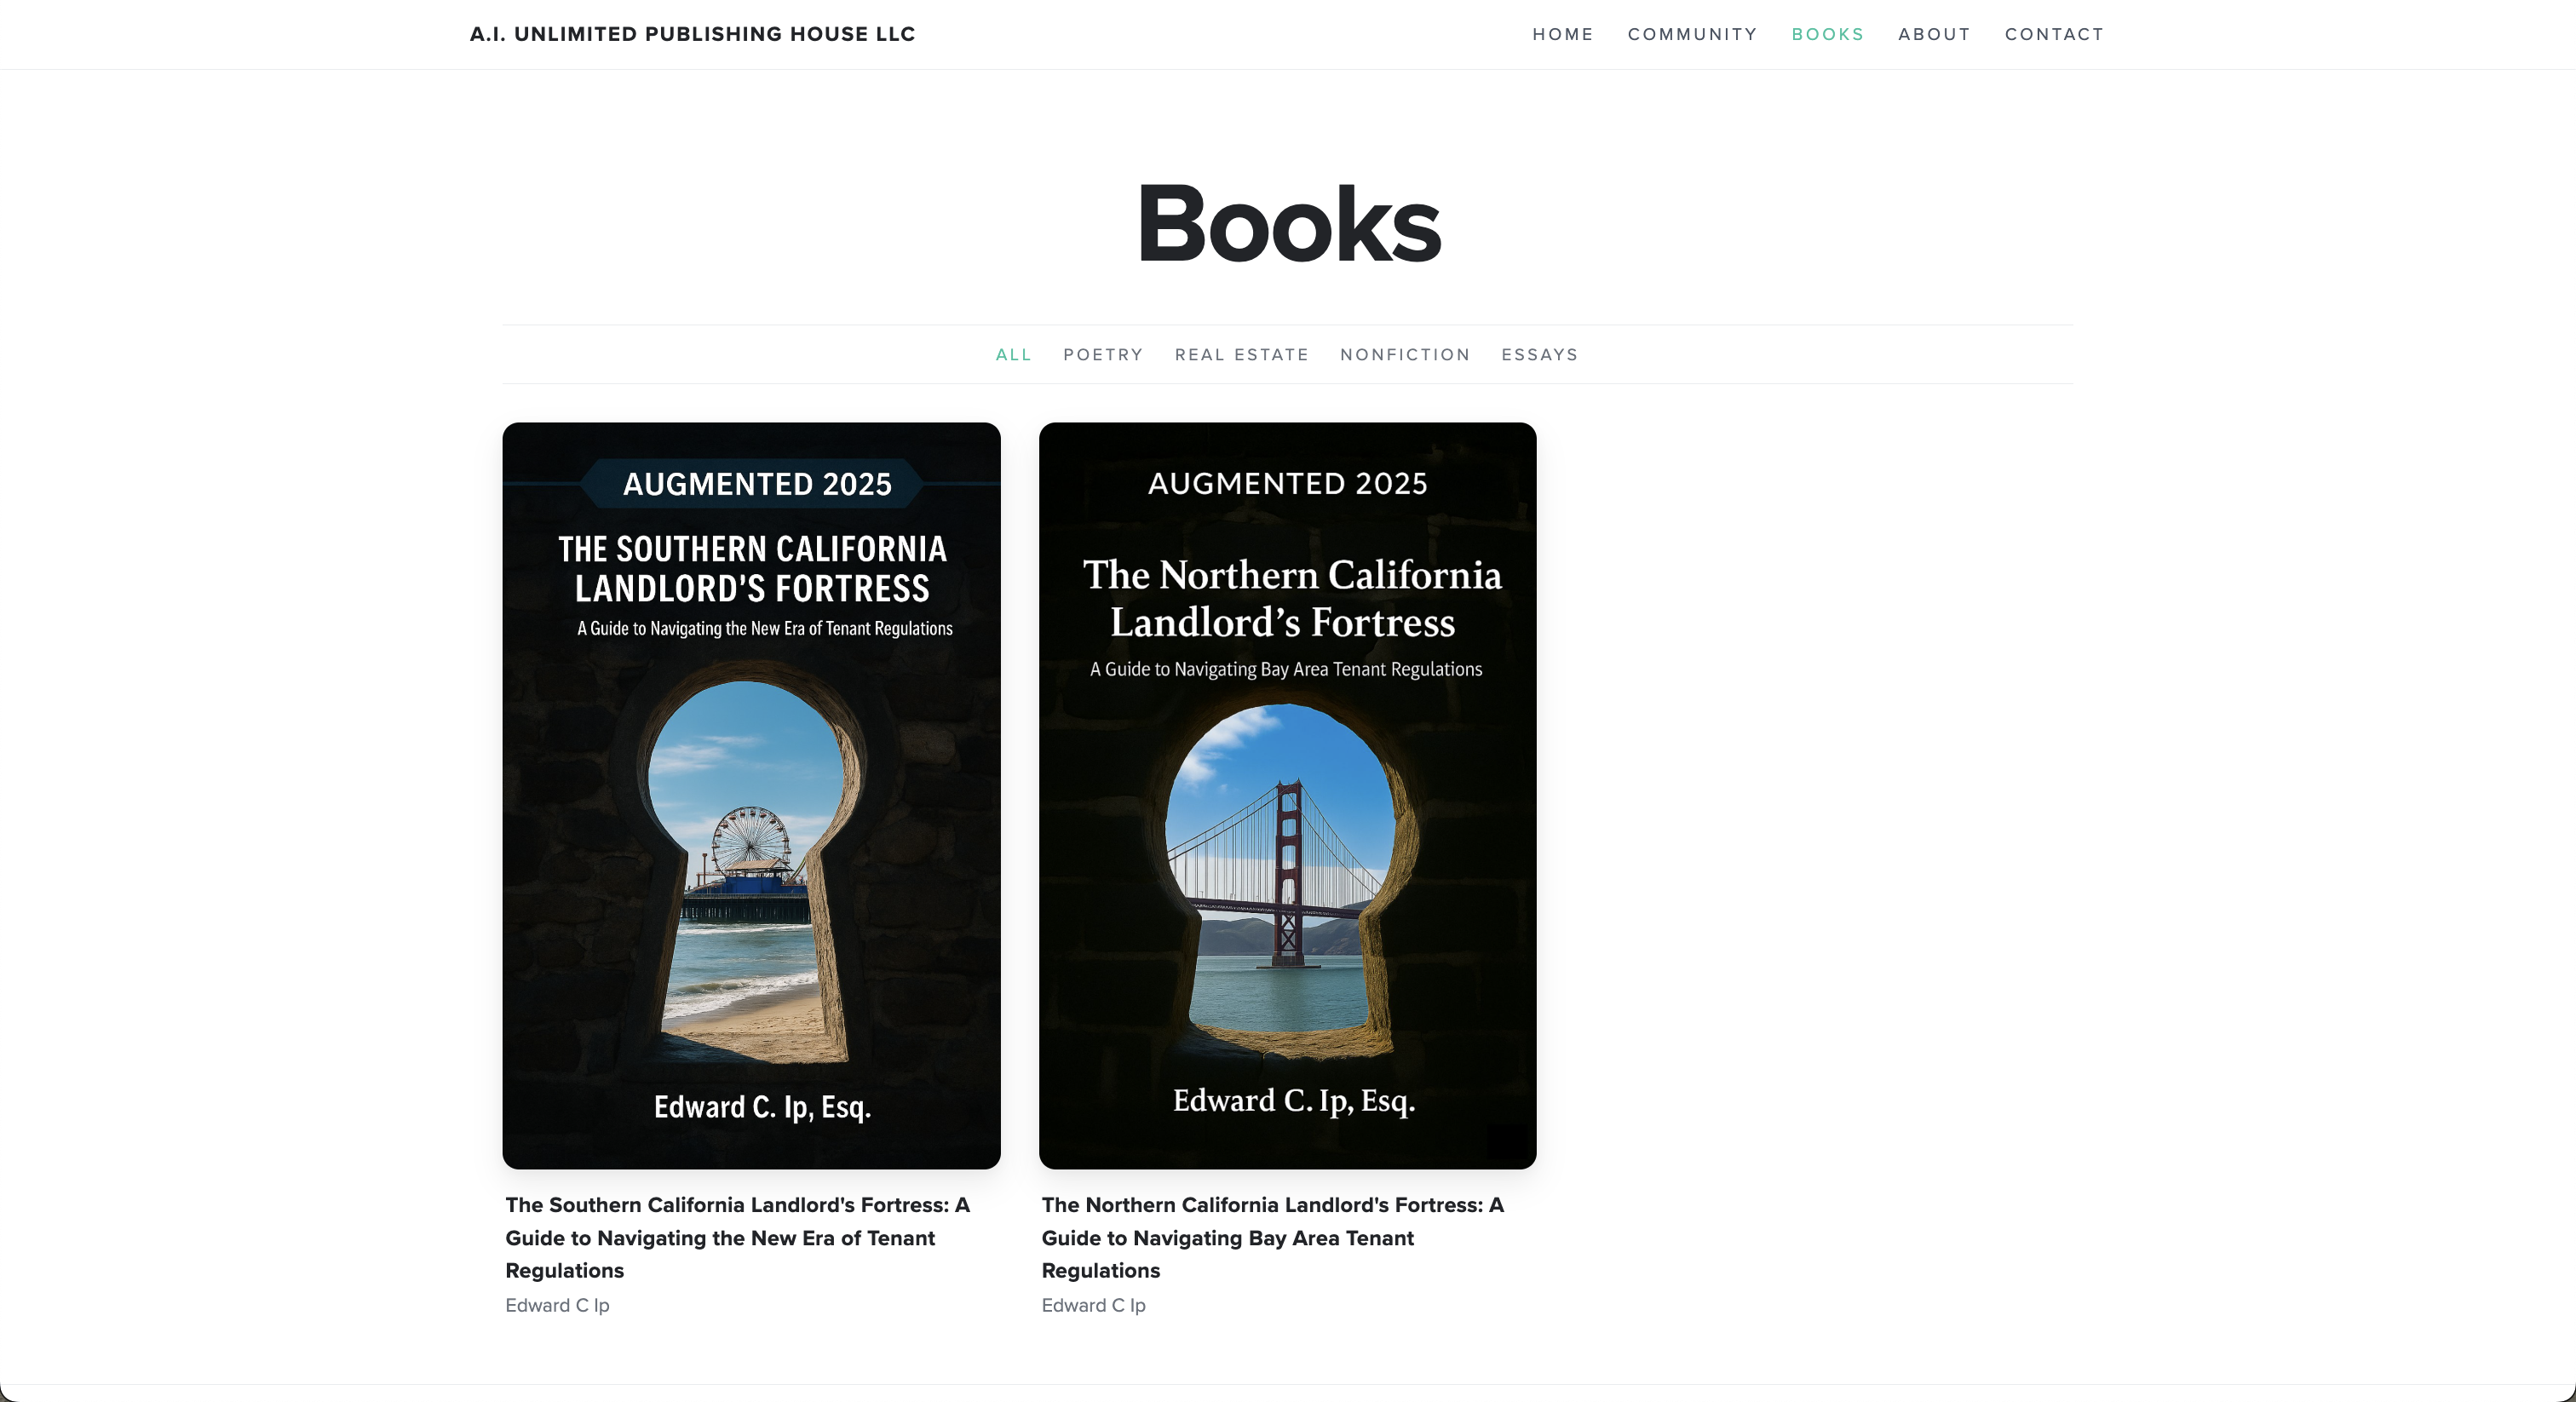 A.I. UNLIMITED PUBLISHING HOUSE LLC
HOME COMMUNITY BOOKS ABOUT CONTACT
Books
ALL POETRY REAL ESTATE NONFICTION ESSAYS
AUGMENTED 2025
THE SOUTHERN CALIFORNIA
LANDLORD’S FORTRESS
A Guide to Navigating the New Era of Tenant Regulations
Edward C. Ip, Esq.
The Southern California Landlord's Fortress: A
Guide to Navigating the New Era of Tenant
Regulations
Edward C Ip
AUGMENTED 2025
The Northern California
Landlord’s Fortress
A Guide to Navigating Bay Area Tenant Regulations
Edward C. Ip, Esq.
The Northern California Landlord's Fortress: A
Guide to Navigating Bay Area Tenant
Regulations
Edward C Ip